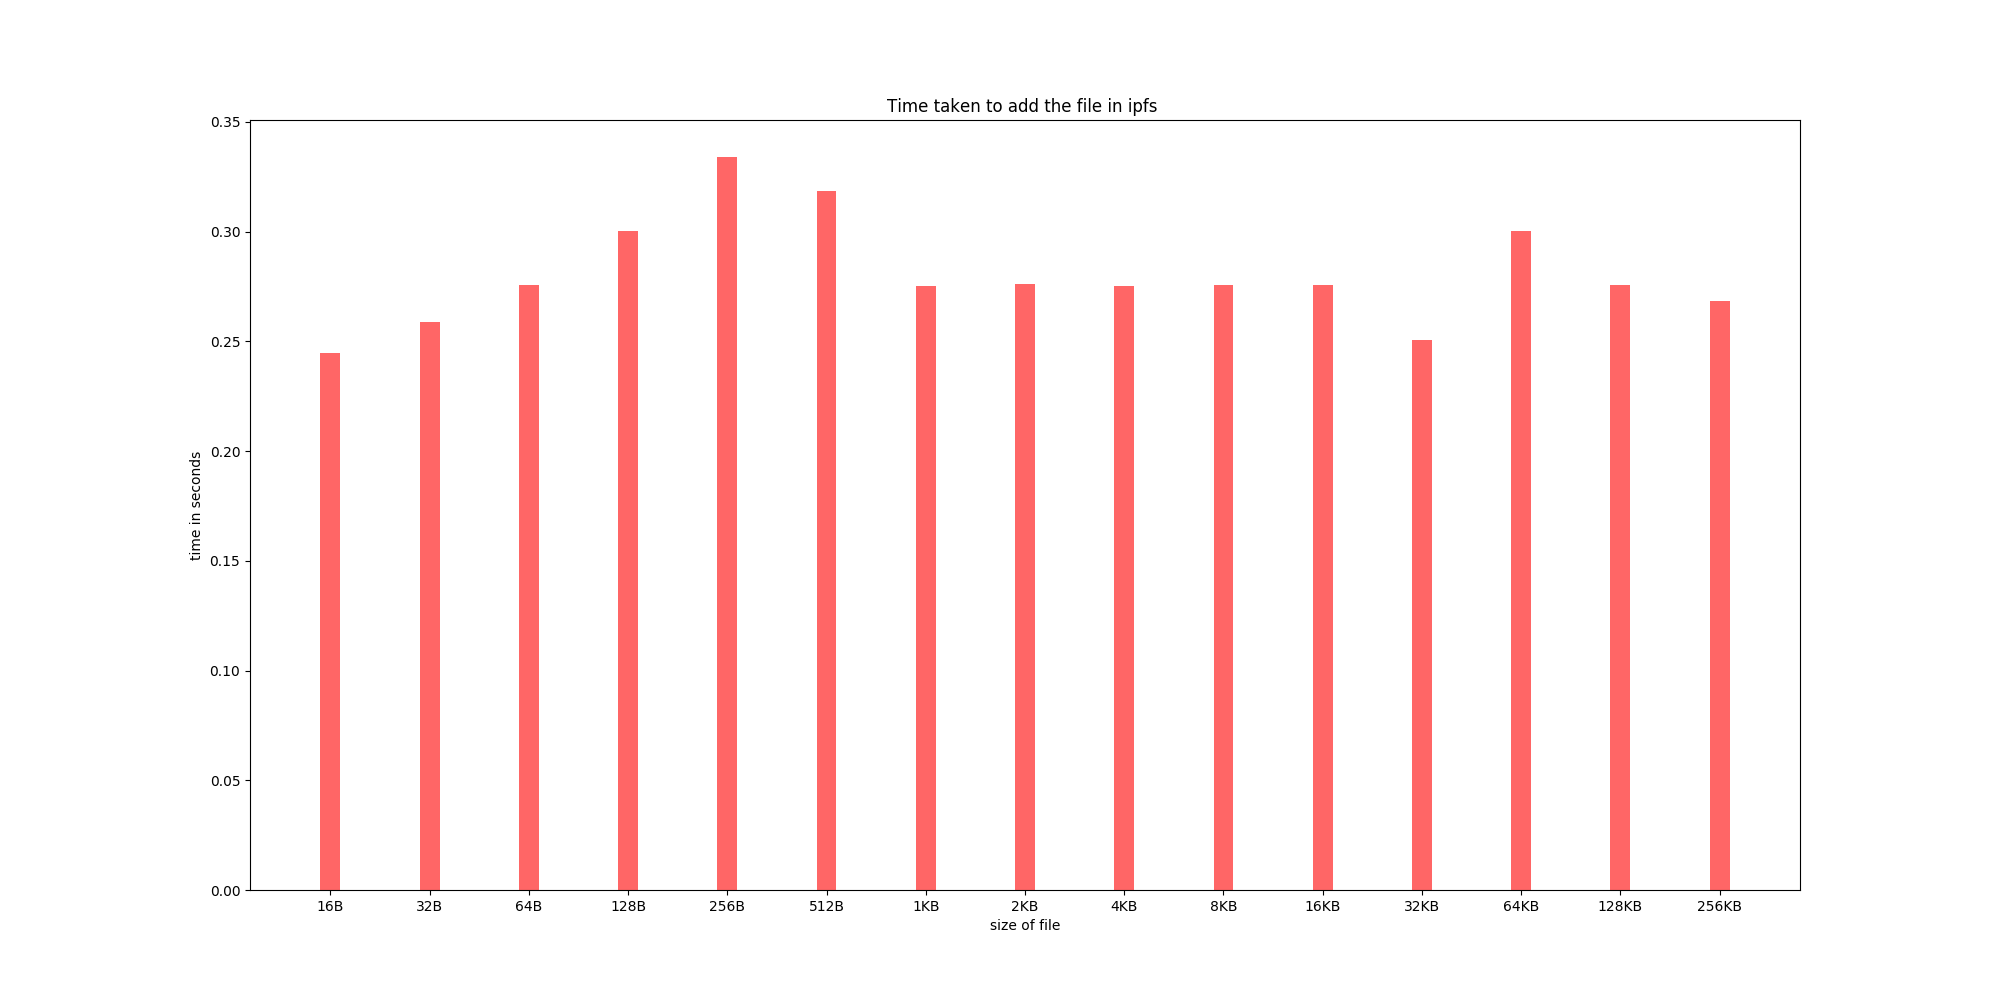 Time taken to add the file in ipfs
0.35
0.30
0.25
0.20
0.15
0.10
0.05
0.00
time in seconds
16B 32B 64B 128B 256B 512B 1KB 2KB 4KB 8KB 16KB 32KB 64KB 128KB 256KB
size of file